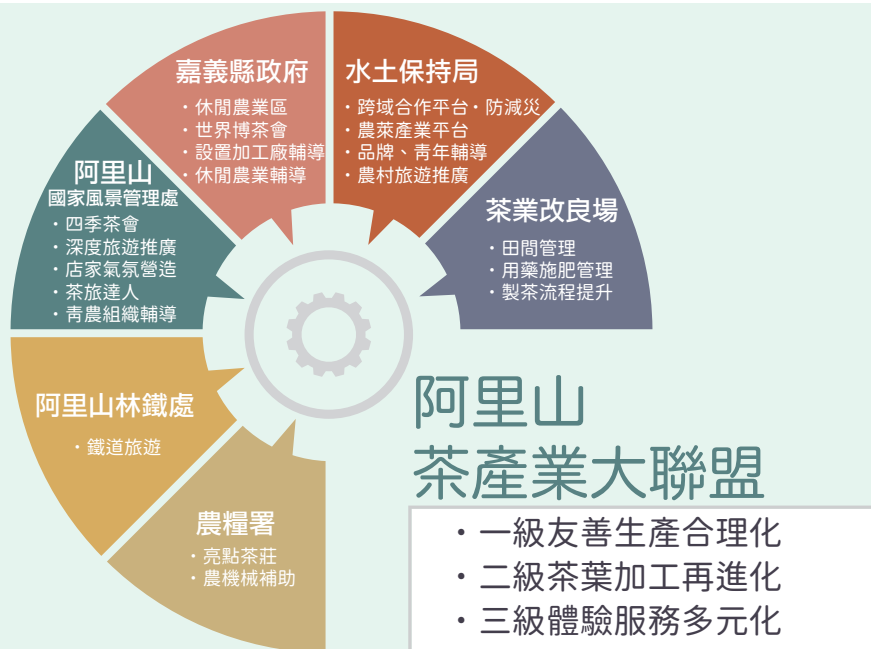 嘉義縣政府
・休閒農業區
・世界博茶會
・設置加工廠輔導
・休閒農業輔導
水土保持局
・跨域合作平台・防減災
・農萊產業平台
・品牌、青年輔導
・農村旅遊推廣
阿里山
國家風景管理處
・四季茶會
・深度旅遊推廣
・店家氣氛營造
・茶旅達人
・青農組織輔導
茶業改良場
・田間管理
・用藥施肥管理
・製茶流程提升
阿里山林鐵處
・鐵道旅遊
農糧署
・亮點茶莊
・農機械補助
阿里山
茶產業大聯盟
・一級友善生產合理化
・二級茶葉加工再進化
・三級體驗服務多元化